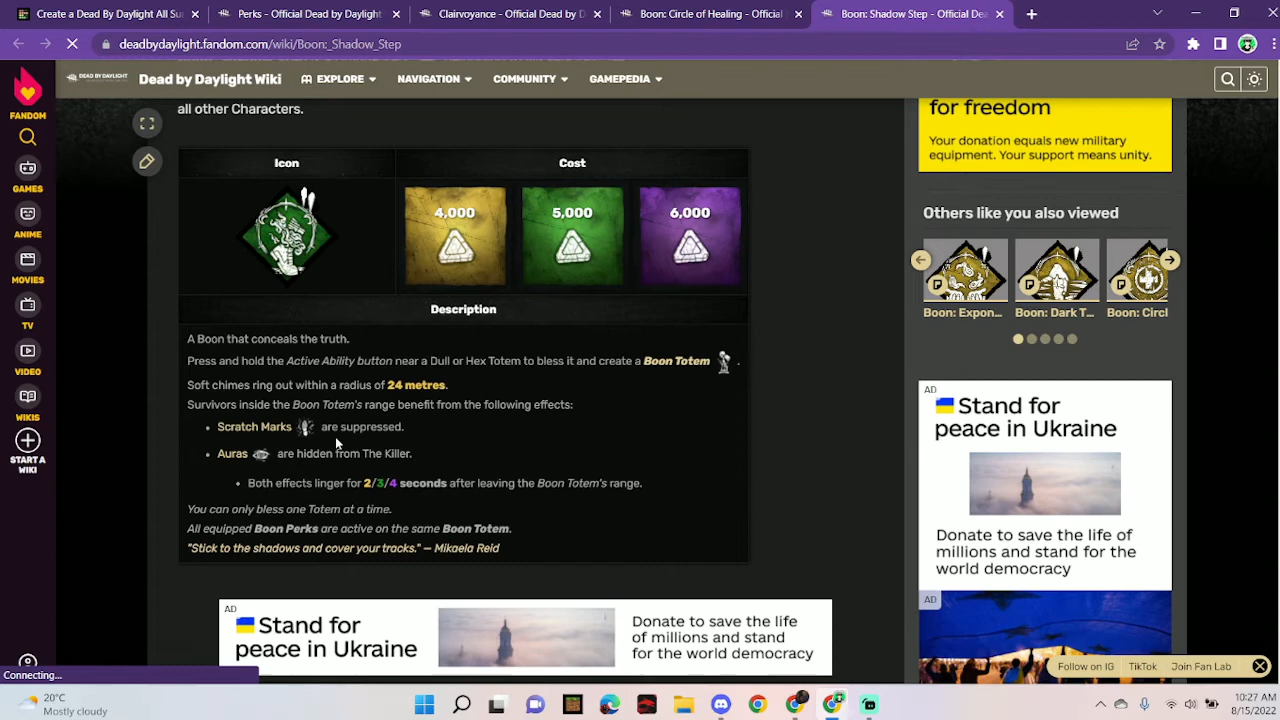 All Dead by Daylight All Su
Perks - Official Dead by Daylight
Clairvoyance - Official Dead by D
Boon: Circle of Healing - Official
Boon: Shadow Step - Official Dea
deadbydaylight.fandom.com/wiki/Boon:_Shadow_Step
DEAD BY DAYLIGHT
Dead by Daylight Wiki
EXPLORE
NAVIGATION
COMMUNITY
GAMEPEDIA
FANDOM
GAMES
ANIME
MOVIES
TV
VIDEO
WIKIS
START A
WIKI
all other Characters.
Icon
Cost
4,000
5,000
6,000
Description
A Boon that conceals the truth.
Press and hold the Active Ability button near a Dull or Hex Totem to bless it and create a Boon Totem .
Soft chimes ring out within a radius of 24 metres.
Survivors inside the Boon Totem's range benefit from the following effects:
• Scratch Marks are suppressed.
• Auras are hidden from The Killer.
• Both effects linger for 2/3/4 seconds after leaving the Boon Totem's range.
You can only bless one Totem at a time.
All equipped Boon Perks are active on the same Boon Totem.
"Stick to the shadows and cover your tracks." — Mikaela Reid
AD
Stand for
peace in Ukraine
Donate to save the life
of millions and stand
for the world democracy
for freedom
Your donation equals new military
equipment. Your support means unity.
Others like you also viewed
Boon: Expon...
Boon: Dark T...
Boon: Circl
AD
Stand for
peace in Ukraine
Donate to save the life of
millions and stand for the
world democracy
AD
Follow on IG
TikTok
Join Fan Lab
Connecting...
20°C
Mostly cloudy
10:27 AM
8/15/2022